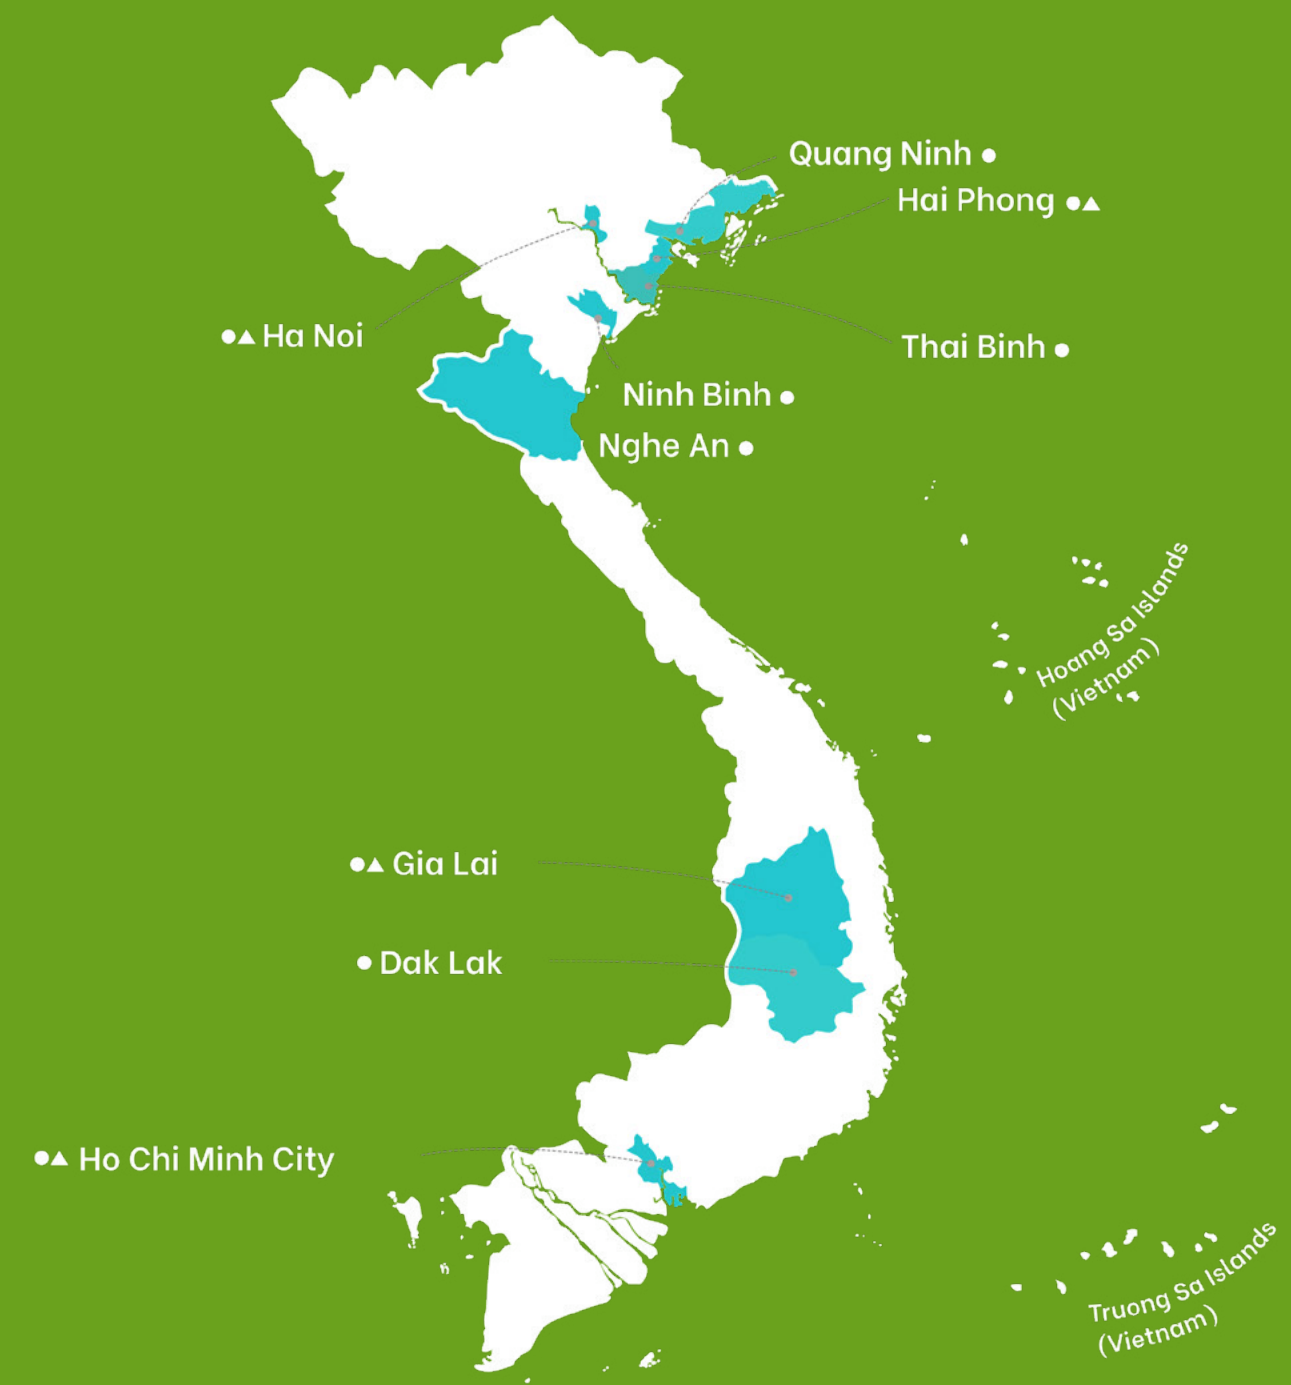 Quang Ninh
Hai Phong
Ha Noi
Thai Binh
Ninh Binh
Nghe An
Hoang Sa Islands
(Vietnam)
Gia Lai
Dak Lak
Ho Chi Minh City
Truong Sa Islands
(Vietnam)